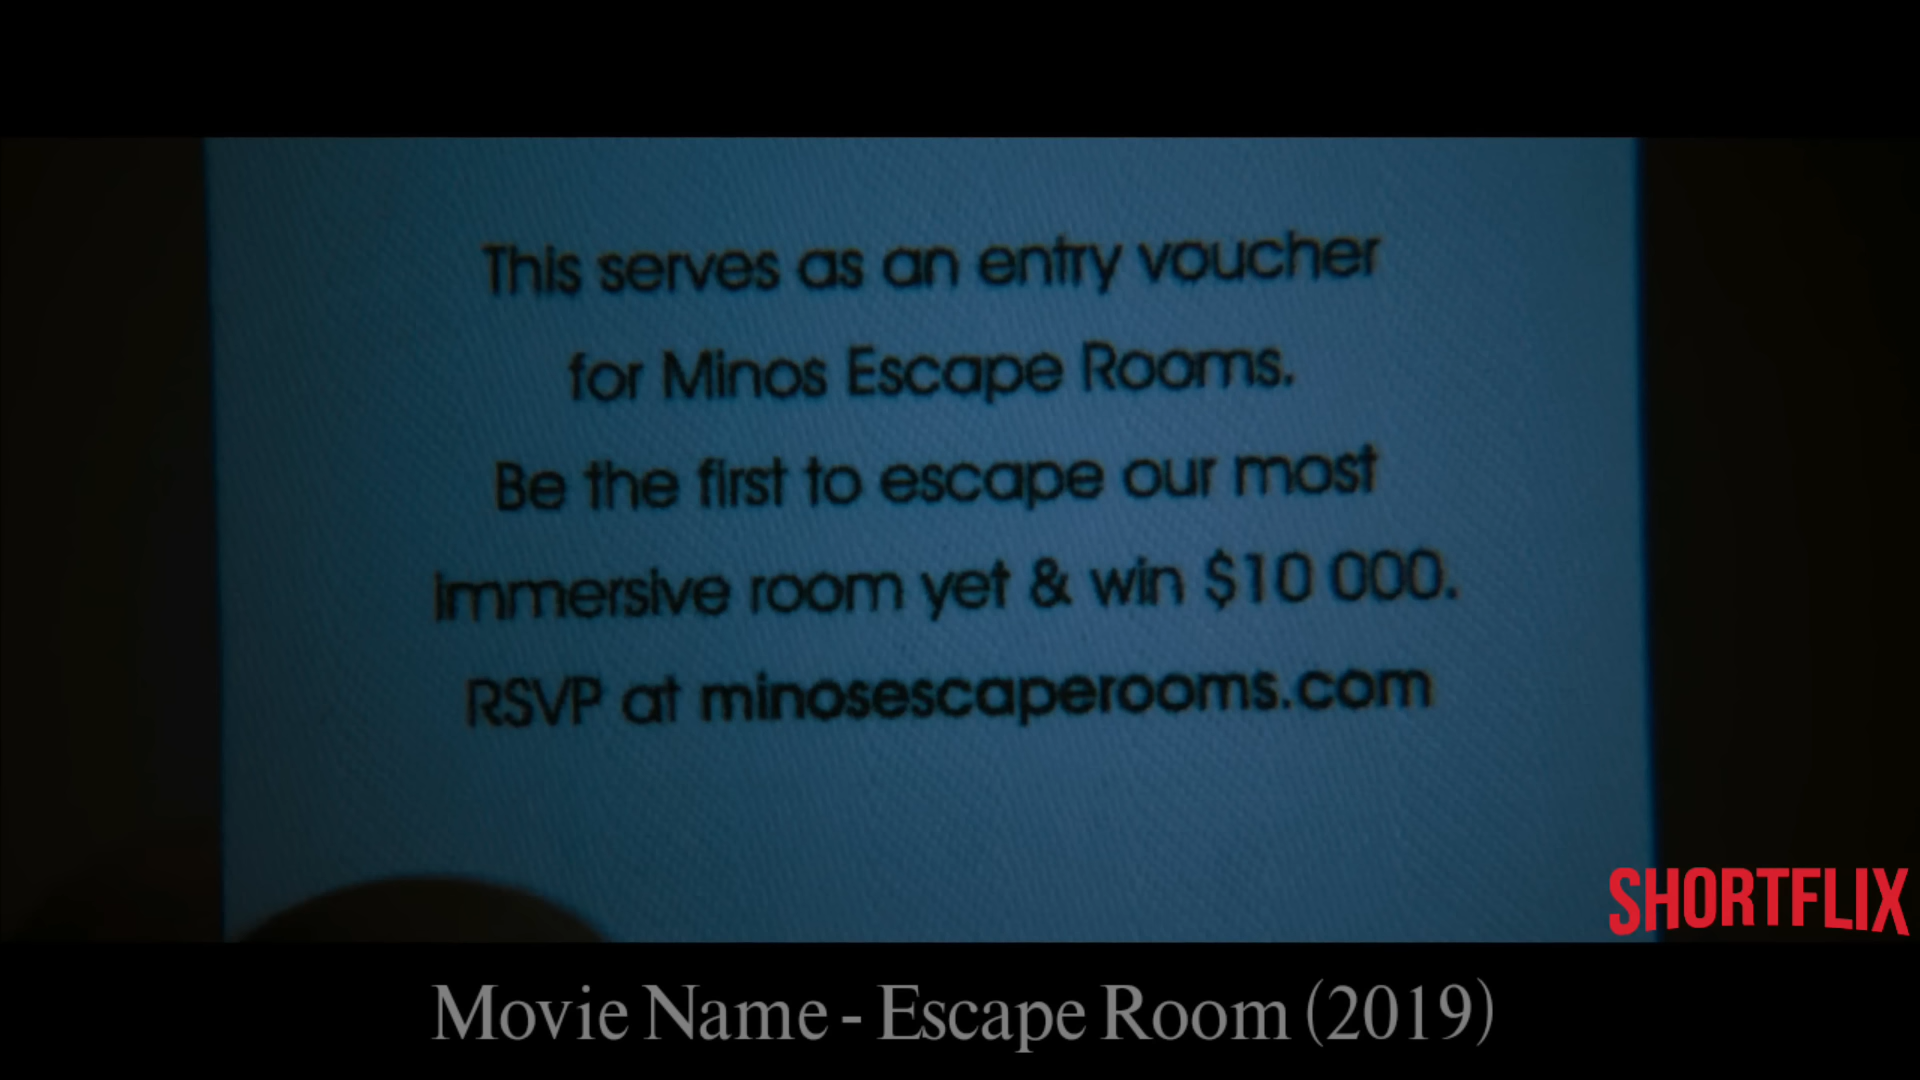 This serves as an entry voucher
for Minos Escape Rooms.
Be the first to escape our most
immersive room yet & win $10 000.
RSVP at minosescaperooms.com
SHORTFLIX
Movie Name - Escape Room (2019)